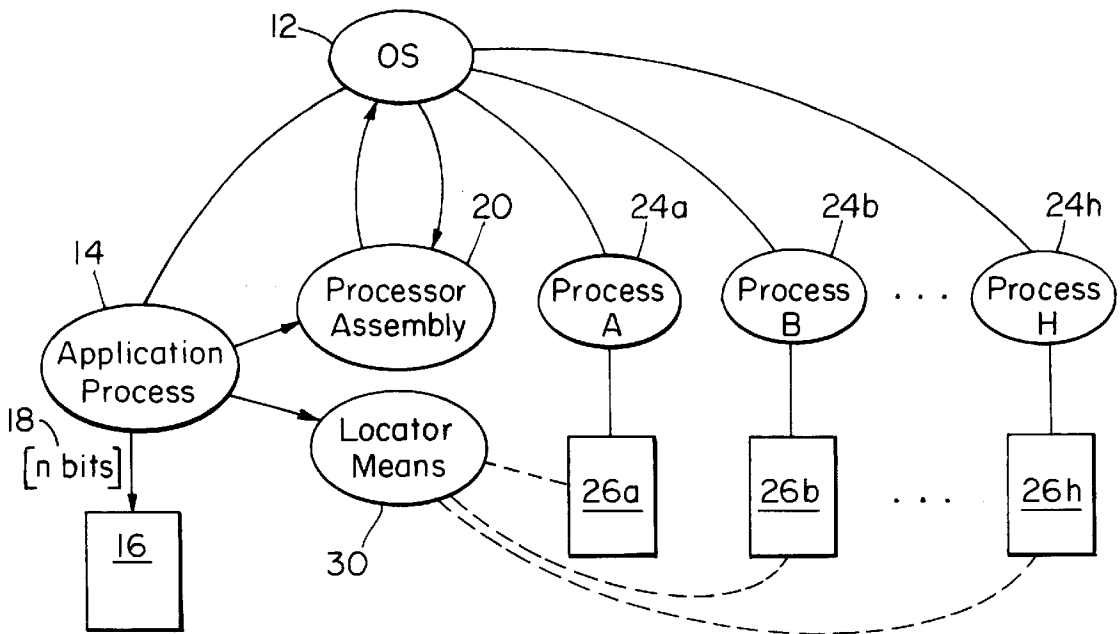 12
OS
20
24a
24b
24h
14
Processor
Assembly
Process
A
Process
B
. . .
Process
H
Application
Process
18
[n bits]
Locator
Means
26a
26b
. . .
26h
16
30